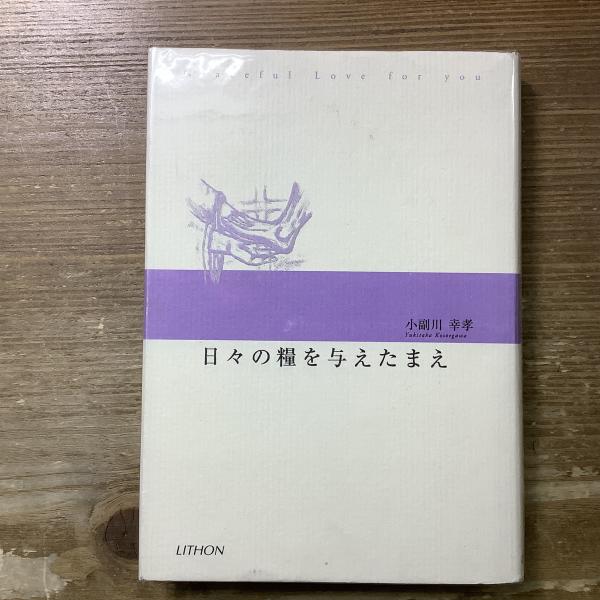 Love for you
小副川 幸孝
Yukitaka Kosoegawa
日々の糧を与えたまえ
LITHON